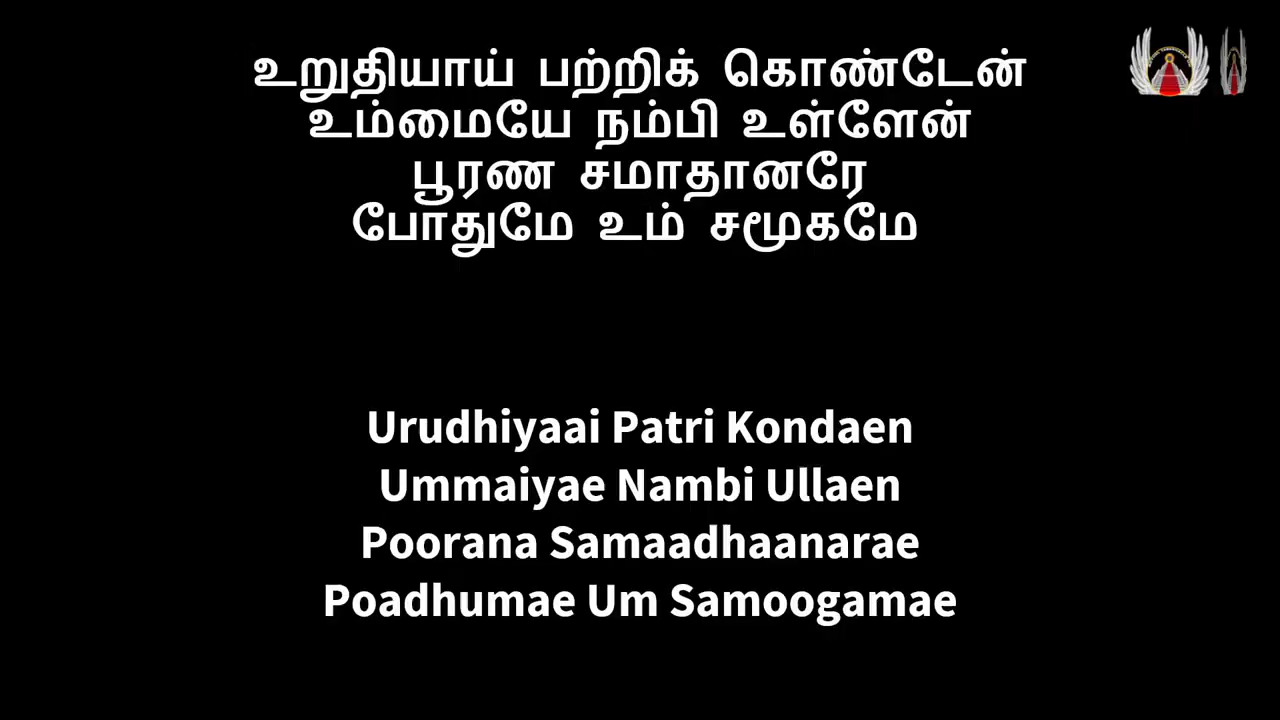 உறுதியாய் பற்றிக் கொண்டேன்
உம்மையே நம்பி உள்ளேன்
பூரண சமாதானரே
போதுமே உம் சமூகமே
Urudhiyaai Patri Kondaen
Ummaiyae Nambi Ullaen
Poorana Samaadhaanarae
Poadhumae Um Samoogamae